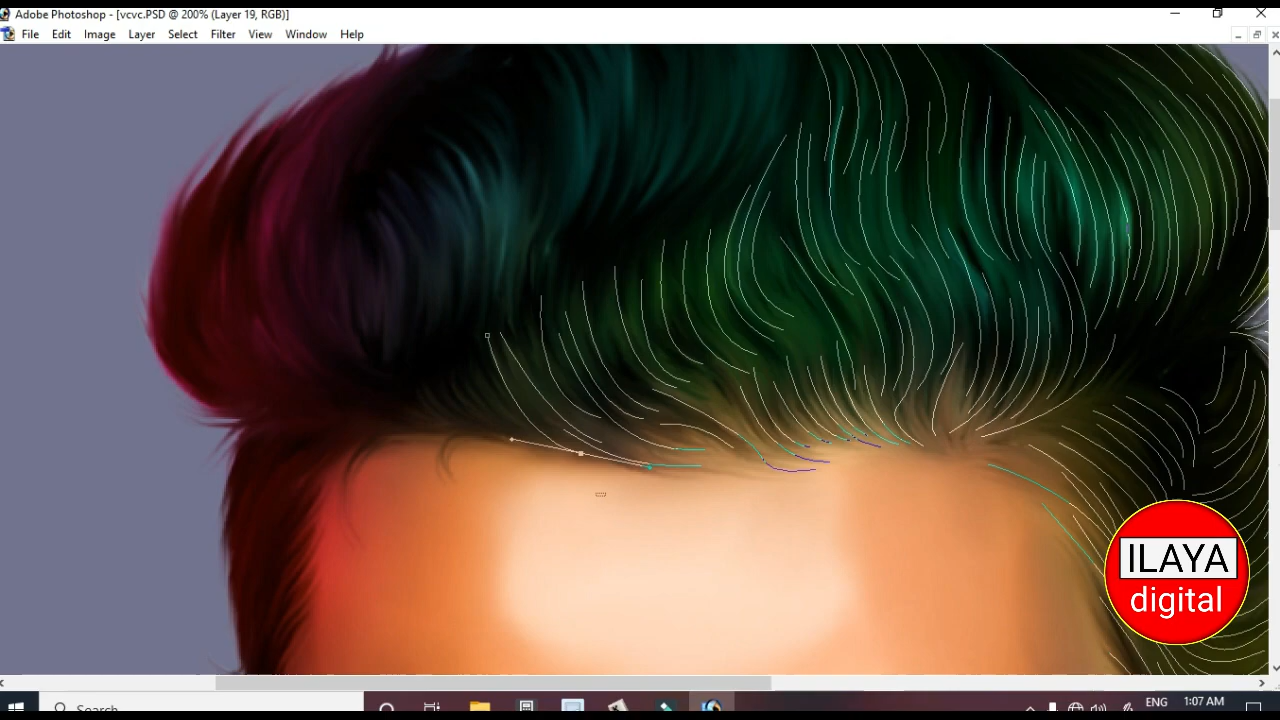 Adobe Photoshop - [vcvc.PSD @ 200% (Layer 19, RGB)]
File Edit Image Layer Select Filter View Window Help
ILAYA
digital
Search
ENG 1:07 AM